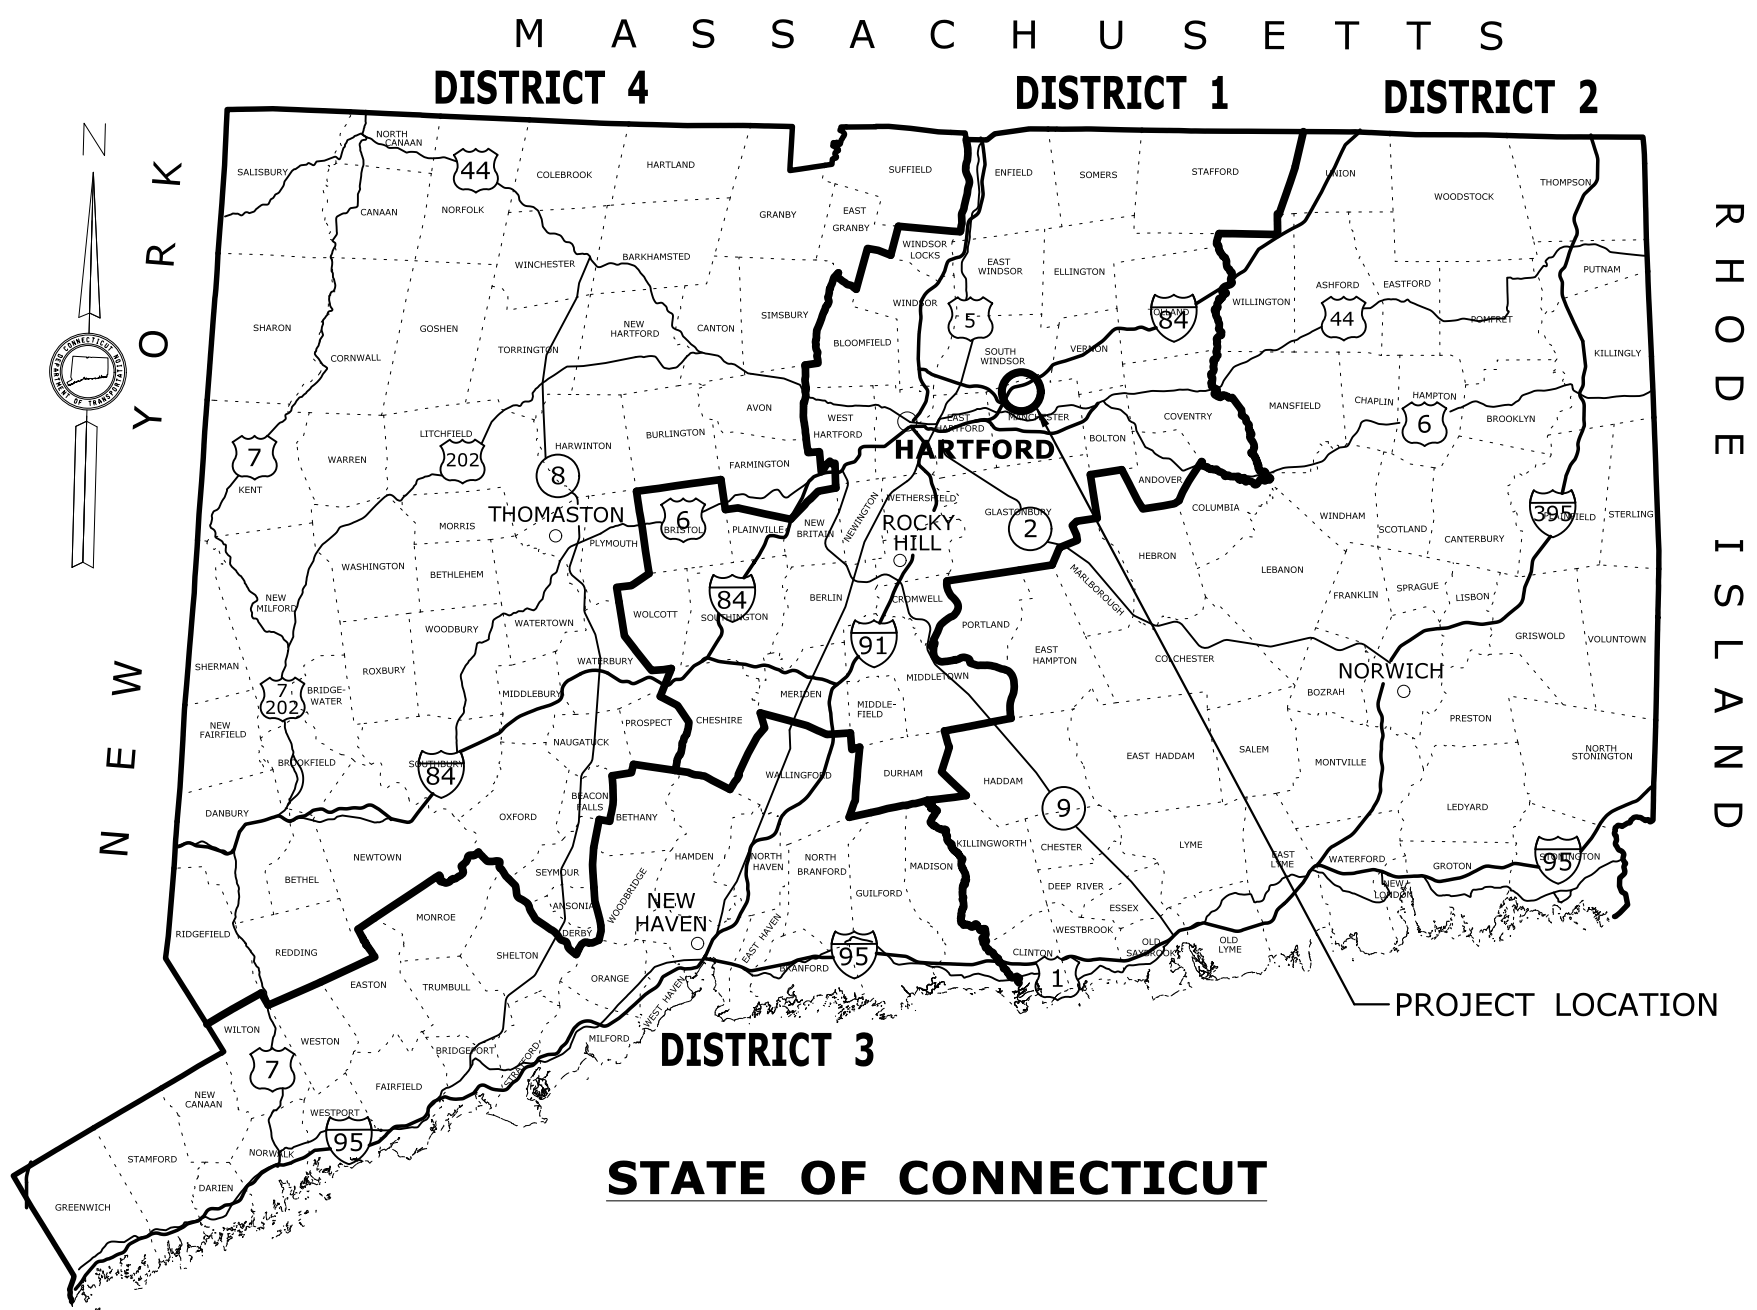 M A S S A C H U S E T T S
DISTRICT 4
DISTRICT 1
DISTRICT 2
N
NEW YORK
RHODE ISLAND
CONNECTICUT
DEPARTMENT OF TRANSPORTATION
NORTH
CANAAN
SALISBURY
44
COLEBROOK
HARTLAND
SUFFIELD
ENFIELD
SOMERS
STAFFORD
UNION
WOODSTOCK
THOMPSON
CANAAN
NORFOLK
GRANBY
EAST
GRANBY
WINDSOR
LOCKS
WINCHESTER
BARKHAMSTED
EAST
WINDSOR
ELLINGTON
PUTNAM
ASHFORD
EASTFORD
WILLINGTON
WINDSOR
5
TOLLAND
84
44
POMFRET
SHARON
GOSHEN
NEW
HARTFORD
CANTON
SIMSBURY
BLOOMFIELD
CORNWALL
TORRINGTON
SOUTH
WINDSOR
VERNON
KILLINGLY
AVON
WEST
HARTFORD
EAST
HARTFORD
MANCHESTER
COVENTRY
MANSFIELD
CHAPLIN
HAMPTON
6
BROOKLYN
LITCHFIELD
202
HARWINTON
BURLINGTON
HARTFORD
BOLTON
7
KENT
WARREN
8
FARMINGTON
ANDOVER
THOMASTON
MORRIS
6
BRISTOL
PLAINVILLE
NEW
BRITAIN
NEWINGTON
WETHERSFIELD
ROCKY
HILL
GLASTONBURY
2
COLUMBIA
WINDHAM
SCOTLAND
CANTERBURY
395
PLAINFIELD
STERLING
PLYMOUTH
HEBRON
LEBANON
WASHINGTON
BETHLEHEM
MARLBOROUGH
FRANKLIN
SPRAGUE
LISBON
NEW
MILFORD
WOODBURY
WATERTOWN
WOLCOTT
84
SOUTHINGTON
BERLIN
CROMWELL
91
PORTLAND
GRISWOLD
VOLUNTOWN
SHERMAN
ROXBURY
WATERBURY
EAST
HAMPTON
COLCHESTER
NORWICH
7
202
BRIDGE-
WATER
MIDDLEBURY
MERIDEN
MIDDLETOWN
BOZRAH
NEW
FAIRFIELD
PROSPECT
CHESHIRE
MIDDLE-
FIELD
PRESTON
NAUGATUCK
NORTH
STONINGTON
BROOKFIELD
SOUTHBURY
84
WALLINGFORD
DURHAM
HADDAM
EAST HADDAM
SALEM
MONTVILLE
DANBURY
OXFORD
BEACON
FALLS
BETHANY
9
LEDYARD
KILLINGWORTH
CHESTER
LYME
NEWTOWN
HAMDEN
NORTH
HAVEN
NORTH
BRANFORD
MADISON
EAST
LYME
WATERFORD
GROTON
STONINGTON
95
BETHEL
SEYMOUR
WOODBRIDGE
GUILFORD
DEEP RIVER
NEW
LONDON
ANSONIA
NEW
HAVEN
ESSEX
MONROE
DERBY
EAST HAVEN
WESTBROOK
RIDGEFIELD
REDDING
SHELTON
95
BRANFORD
CLINTON
1
OLD
SAYBROOK
OLD
LYME
EASTON
TRUMBULL
ORANGE
WEST HAVEN
PROJECT LOCATION
WILTON
WESTON
BRIDGEPORT
STRATFORD
MILFORD
DISTRICT 3
7
FAIRFIELD
NEW
CANAAN
WESTPORT
95
STAMFORD
NORWALK
DARIEN
GREENWICH
STATE OF CONNECTICUT